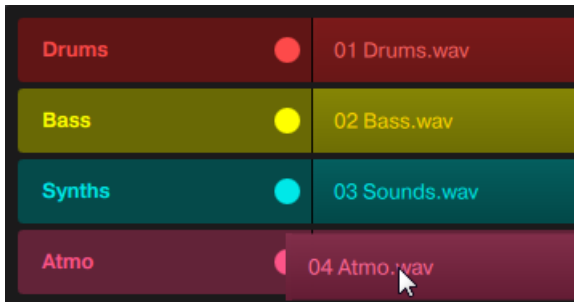 Drums 01 Drums.wav
Bass 02 Bass.wav
Synths 03 Sounds.wav
Atmo 04 Atmo.wav